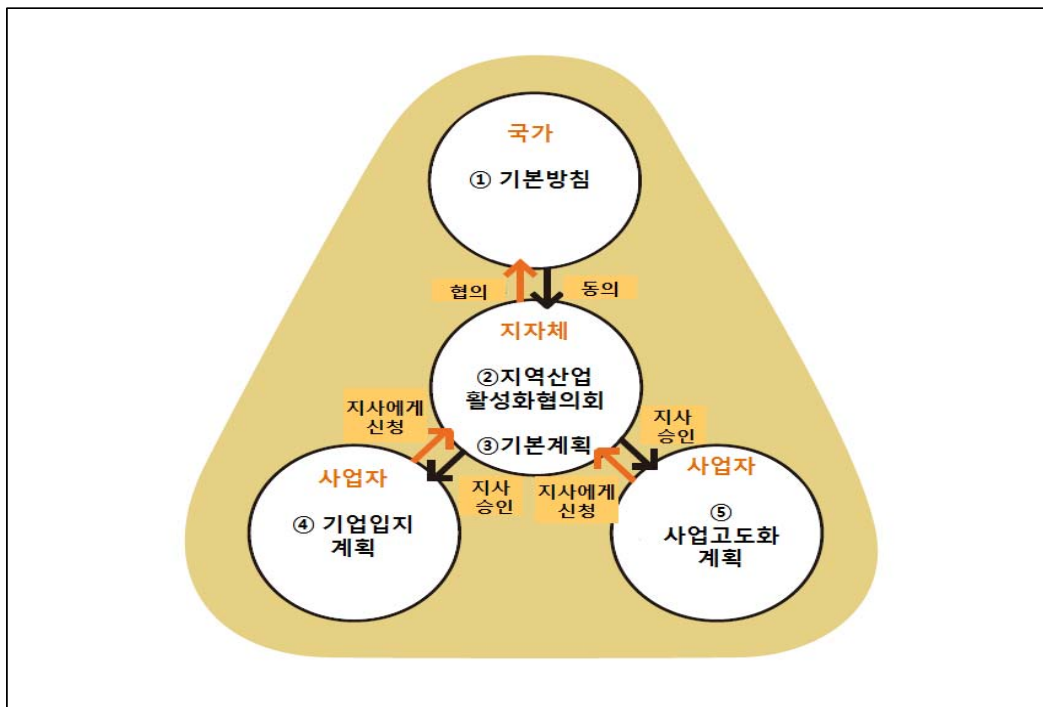 국가
① 기본방침
협의
동의
지자체
②지역산업
활성화협의회
③기본계획
지사에게
신청
지사
승인
사업자
④ 기업입지
계획
지사
승인
지사에게
신청
사업자
⑤
사업고도화
계획